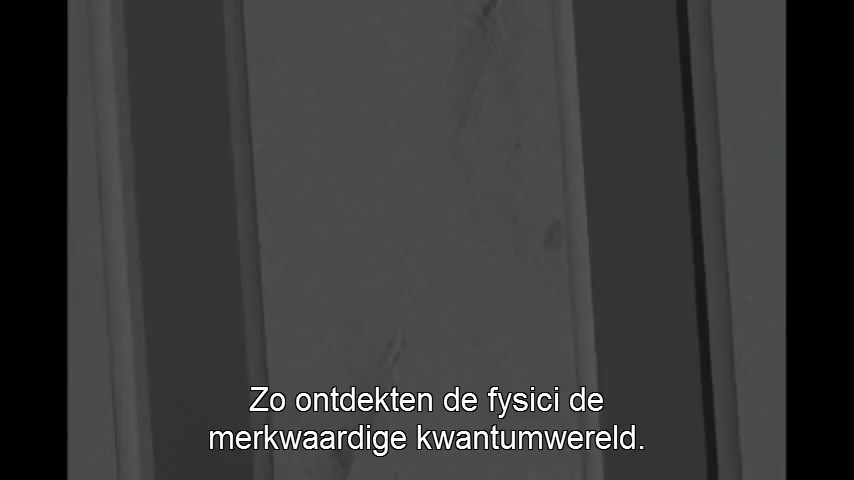 Zo ontdekten de fysici de
merkwaardige kwantumwereld.